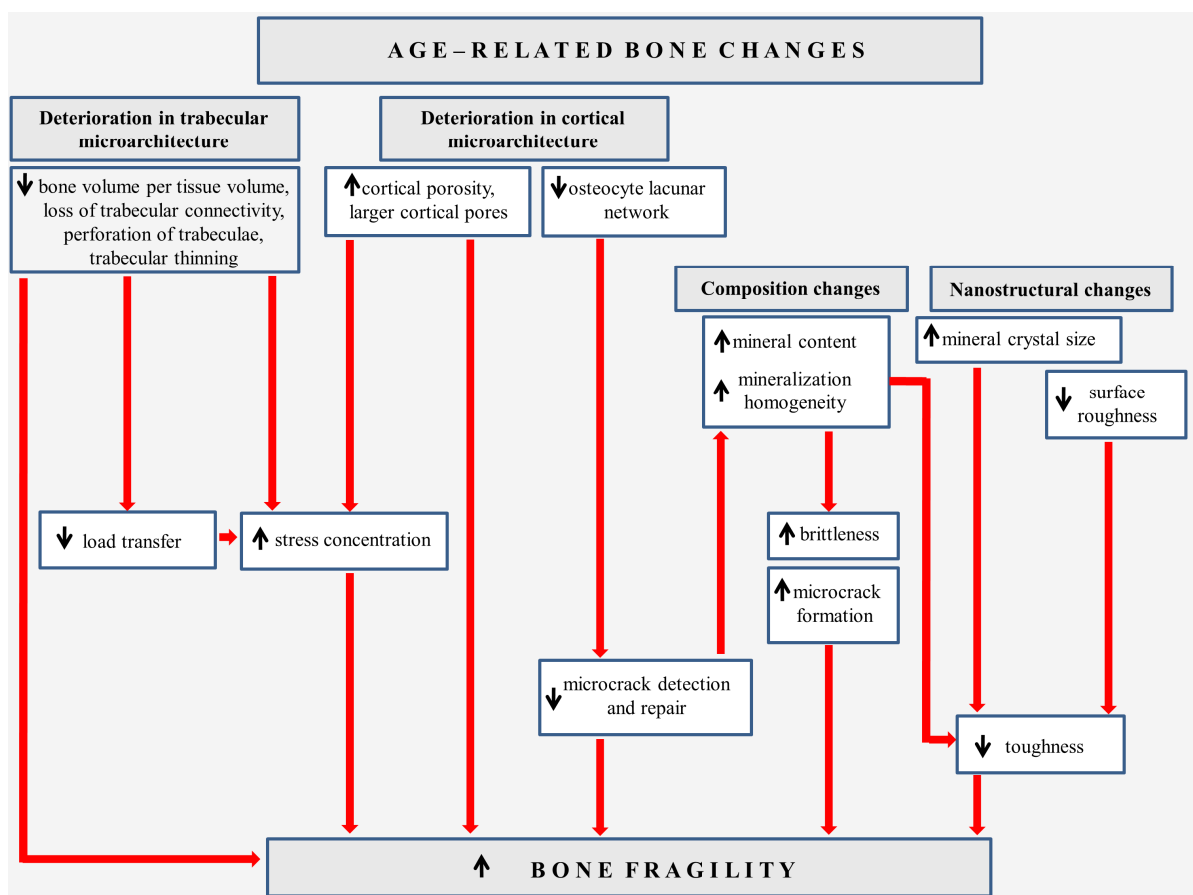 AGE–RELATED BONE CHANGES
Deterioration in trabecular
microarchitecture
↓ bone volume per tissue volume,
loss of trabecular connectivity,
perforation of trabeculae,
trabecular thinning
Deterioration in cortical
microarchitecture
↑ cortical porosity,
larger cortical pores
↓ osteocyte lacunar
network
Composition changes
↑ mineral content
↑ mineralization
homogeneity
Nanostructural changes
↑ mineral crystal size
↓ surface
roughness
↓ load transfer
↑ stress concentration
↑ brittleness
↑ microcrack
formation
↓ microcrack detection
and repair
↓ toughness
↑ BONE FRAGILITY